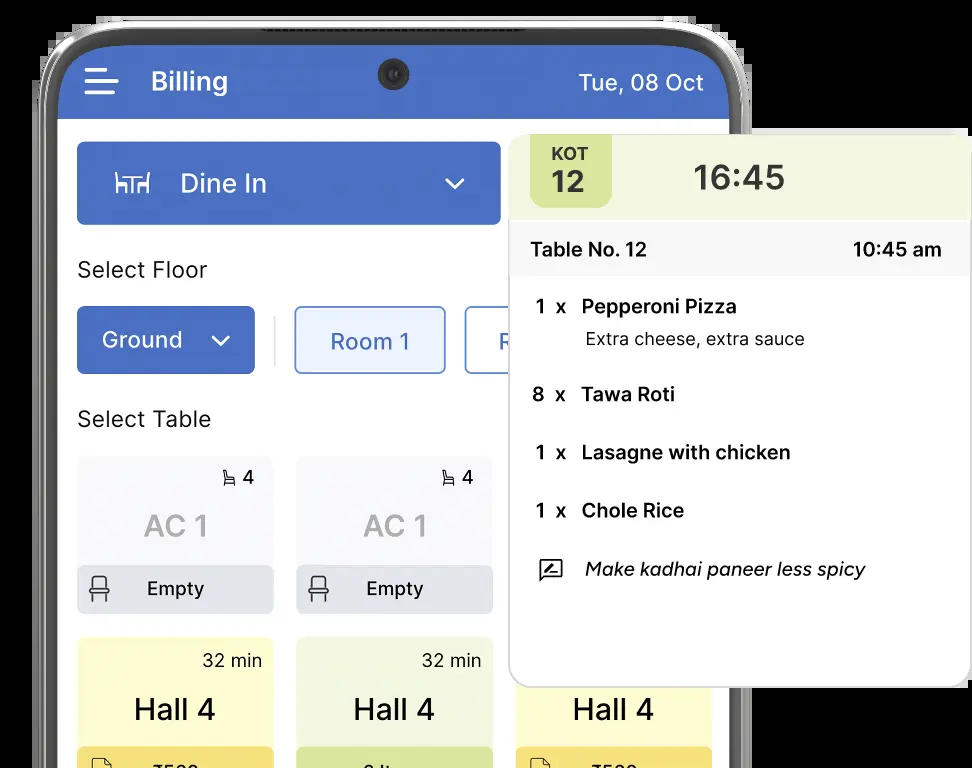 Billing
Tue, 08 Oct
Dine In
Select Floor
Ground
Room 1
Select Table
4
AC 1
Empty
4
AC 1
Empty
32 min
Hall 4
32 min
Hall 4
Hall 4
KOT
12
16:45
Table No. 12
10:45 am
1 x Pepperoni Pizza
Extra cheese, extra sauce
8 x Tawa Roti
1 x Lasagne with chicken
1 x Chole Rice
Make kadhai paneer less spicy